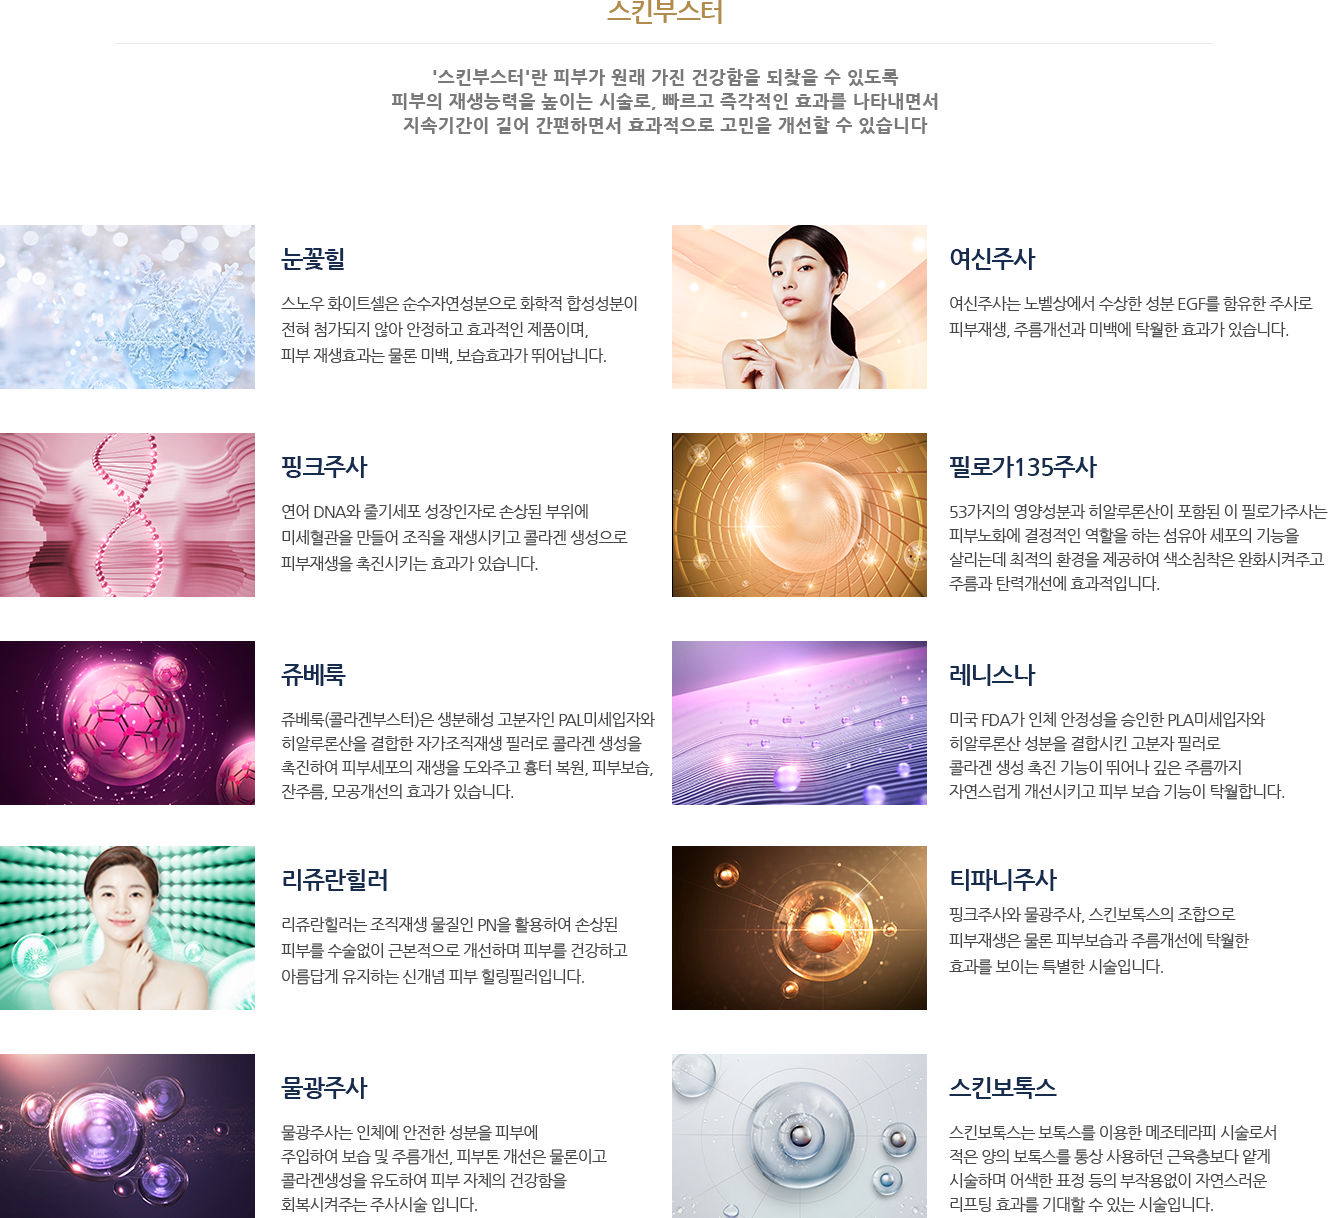 스킨부스터
'스킨부스터'란 피부가 원래 가진 건강함을 되찾을 수 있도록
피부의 재생능력을 높이는 시술로, 빠르고 즉각적인 효과를 나타내면서
지속기간이 길어 간편하면서 효과적으로 고민을 개선할 수 있습니다
눈꽃힐
스노우 화이트셀은 순수자연성분으로 화학적 합성성분이
전혀 첨가되지 않아 안정하고 효과적인 제품이며,
피부 재생효과는 물론 미백, 보습효과가 뛰어납니다.
여신주사
여신주사는 노벨상에서 수상한 성분 EGF를 함유한 주사로
피부재생, 주름개선과 미백에 탁월한 효과가 있습니다.
핑크주사
연어 DNA와 줄기세포 성장인자로 손상된 부위에
미세혈관을 만들어 조직을 재생시키고 콜라겐 생성으로
피부재생을 촉진시키는 효과가 있습니다.
필로가135주사
53가지의 영양성분과 히알루론산이 포함된 이 필로가주사는
피부노화에 결정적인 역할을 하는 섬유아 세포의 기능을
살리는데 최적의 환경을 제공하여 색소침착은 완화시켜주고
주름과 탄력개선에 효과적입니다.
쥬베룩
쥬베룩(콜라겐부스터)은 생분해성 고분자인 PAL미세입자와
히알루론산을 결합한 자가조직재생 필러로 콜라겐 생성을
촉진하여 피부세포의 재생을 도와주고 흉터 복원, 피부보습,
잔주름, 모공개선의 효과가 있습니다.
레니스나
미국 FDA가 인체 안정성을 승인한 PLA미세입자와
히알루론산 성분을 결합시킨 고분자 필러로
콜라겐 생성 촉진 기능이 뛰어나 깊은 주름까지
자연스럽게 개선시키고 피부 보습 기능이 탁월합니다.
리쥬란힐러
리쥬란힐러는 조직재생 물질인 PN을 활용하여 손상된
피부를 수술없이 근본적으로 개선하며 피부를 건강하고
아름답게 유지하는 신개념 피부 힐링필러입니다.
티파니주사
핑크주사와 물광주사, 스킨보톡스의 조합으로
피부재생은 물론 피부보습과 주름개선에 탁월한
효과를 보이는 특별한 시술입니다.
물광주사
물광주사는 인체에 안전한 성분을 피부에
주입하여 보습 및 주름개선, 피부톤 개선은 물론이고
콜라겐생성을 유도하여 피부 자체의 건강함을
회복시켜주는 주사시술 입니다.
스킨보톡스
스킨보톡스는 보톡스를 이용한 메조테라피 시술로서
적은 양의 보톡스를 통상 사용하던 근육층보다 얕게
시술하며 어색한 표정 등의 부작용없이 자연스러운
리프팅 효과를 기대할 수 있는 시술입니다.